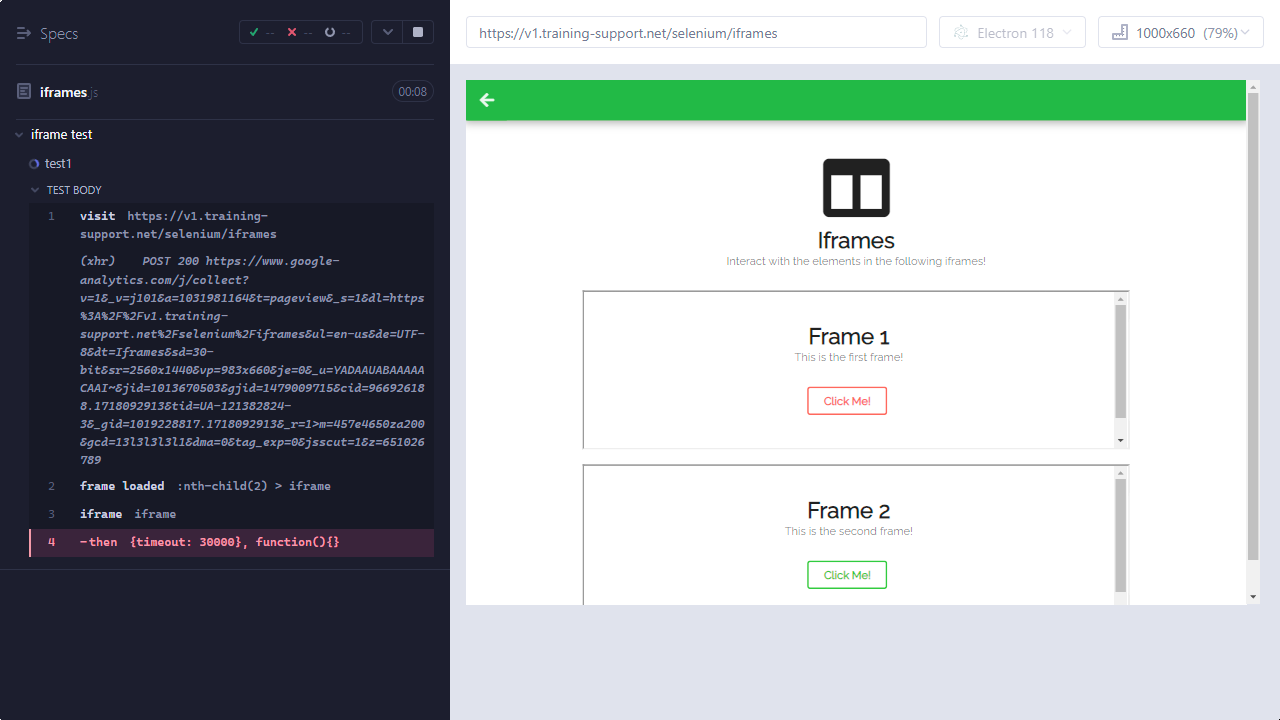 Specs
--
--
--
iframes.js
00:08
iframe test
test1
TEST BODY
1 visit https://v1.training-
support.net/selenium/iframes
(xhr) POST 200 https://www.google-
analytics.com/j/collect?
v=1&_v=j101&a=1031981164&t=pageview&_s=1&dl=https
%3A%2F%2Fv1.training-
support.net%2Fselenium%2Fiframes&ul=en-us&de=UTF-
8&dt=Iframes&sd=30-
bit&sr=2560x1440&vp=983x660&je=0&_u=YADAAUABAAAAA
CAAI~&jid=1013670503&gjid=1479009715&cid=96692618
8.1718092913&tid=UA-121382824-
3&_gid=1019228817.1718092913&_r=1>m=457e4650za200
&gcd=13l3l3l3l1&dma=0&tag_exp=0&jsscut=1&z=651026
789
2 frame loaded :nth-child(2) > iframe
3 iframe iframe
4 -then {timeout: 30000}, function(){}
https://v1.training-support.net/selenium/iframes
Electron 118
1000x660 (79%)
Iframes
Interact with the elements in the following iframes!
Frame 1
This is the first frame!
Click Me!
Frame 2
This is the second frame!
Click Me!